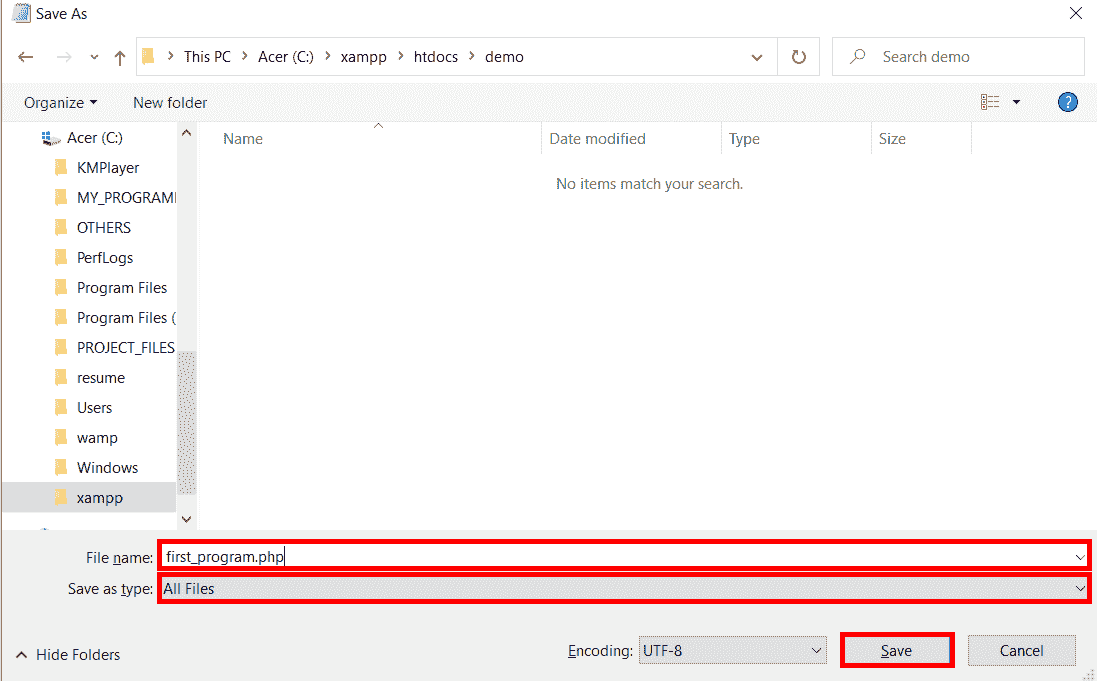 Save As
This PC > Acer (C:) > xampp > htdocs > demo
Search demo
Organize
New folder
?
Acer (C:)
KMPlayer
MY_PROGRAM
OTHERS
PerfLogs
Program Files
Program Files (
PROJECT_FILES
resume
Users
wamp
Windows
xampp
Name
Date modified
Type
Size
No items match your search.
File name: first_program.php
Save as type: All Files
Hide Folders
Encoding: UTF-8
Save
Cancel